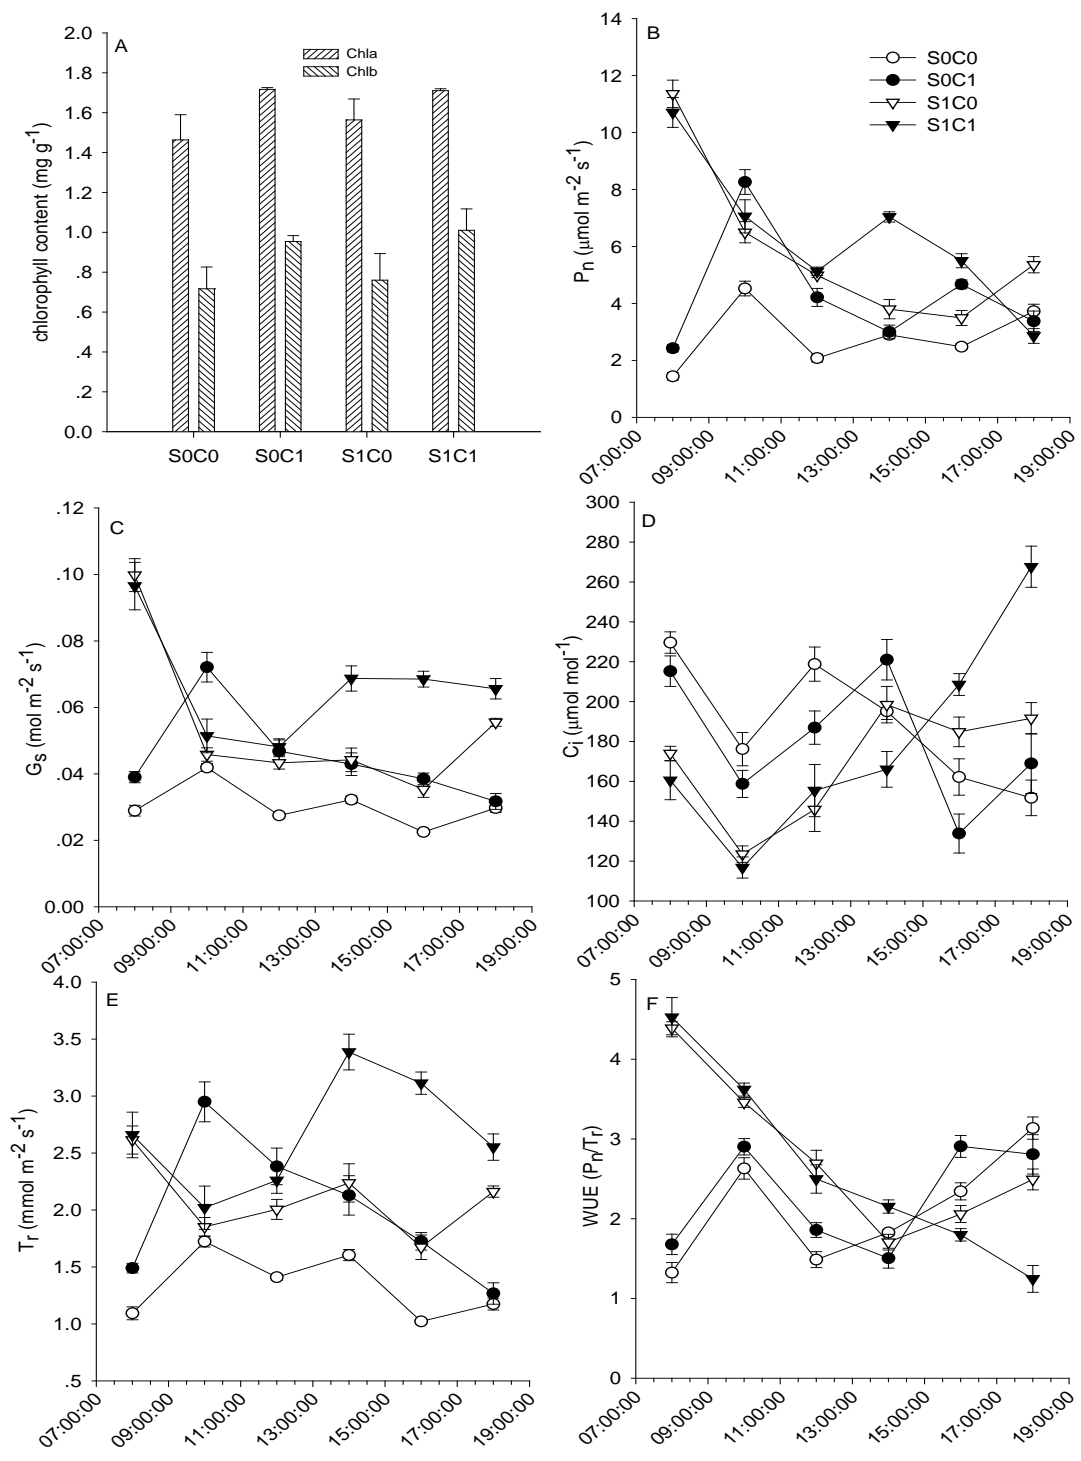 A
Chla
Chlb
chlorophyll content (mg g-1)
2.0
1.8
1.6
1.4
1.2
1.0
.8
.6
.4
.2
0.0
S0C0 S0C1 S1C0 S1C1
B
S0C0
S0C1
S1C0
S1C1
Pn (μmol m-2 s-1)
14
12
10
8
6
4
2
0
07:00:00 09:00:00 11:00:00 13:00:00 15:00:00 17:00:00 19:00:00
C
Gs (mol m-2 s-1)
.12
.10
.08
.06
.04
.02
0.00
07:00:00 09:00:00 11:00:00 13:00:00 15:00:00 17:00:00 19:00:00
D
Ci (μmol mol-1)
300
280
260
240
220
200
180
160
140
120
100
07:00:00 09:00:00 11:00:00 13:00:00 15:00:00 17:00:00 19:00:00
E
Tr (mmol m-2 s-1)
4.0
3.5
3.0
2.5
2.0
1.5
1.0
.5
07:00:00 09:00:00 11:00:00 13:00:00 15:00:00 17:00:00 19:00:00
F
WUE (Pn/Tr)
5
4
3
2
1
0
07:00:00 09:00:00 11:00:00 13:00:00 15:00:00 17:00:00 19:00:00